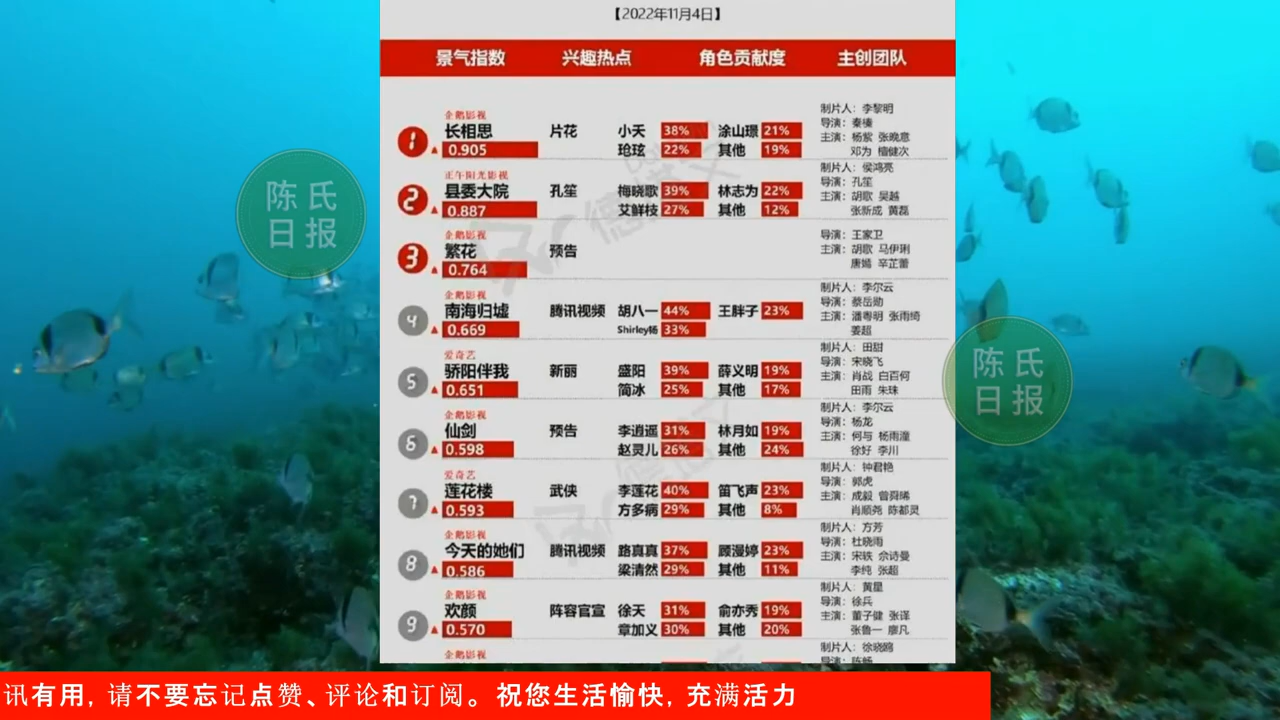 【2022年11月4日】
景气指数 兴趣热点 角色贡献度 主创团队
企鹅影视
1 长相思 0.905 片花 小夭 38% 涂山璟 21%
玱玹 22% 其他 19%
制片人：李黎明
导演：秦榛
主演：杨紫 张晚意
邓为 檀健次
正午阳光影视
2 县委大院 0.887 孔笙 梅晓歌 39% 林志为 22%
艾鲜枝 27% 其他 12%
制片人：侯鸿亮
导演：孔笙
主演：胡歌 吴越
张新成 黄磊
企鹅影视
3 繁花 0.764 预告
导演：王家卫
主演：胡歌 马伊琍
唐嫣 辛芷蕾
企鹅影视
4 南海归墟 0.669 腾讯视频 胡八一 44% 王胖子 23%
Shirley杨 33%
制片人：李尔云
导演：蔡岳勋
主演：潘粤明 张雨绮
姜超
爱奇艺
5 骄阳伴我 0.651 新丽 盛阳 39% 薛义明 19%
简冰 25% 其他 17%
制片人：田甜
导演：宋晓飞
主演：肖战 白百何
田雨 朱珠
企鹅影视
6 仙剑 0.598 预告 李逍遥 31% 林月如 19%
赵灵儿 26% 其他 24%
制片人：李尔云
导演：杨龙
主演：何与 杨雨潼
徐好 李川
爱奇艺
7 莲花楼 0.593 武侠 李莲花 40% 笛飞声 23%
方多病 29% 其他 8%
制片人：钟君艳
导演：郭虎
主演：成毅 曾舜晞
肖顺尧 陈都灵
企鹅影视
8 今天的她们 0.586 腾讯视频 路真真 37% 顾漫婷 23%
梁清然 29% 其他 11%
制片人：方芳
导演：杜晓雨
主演：宋轶 佘诗曼
李纯 张超
企鹅影视
9 欢颜 0.570 阵容官宣 徐天 31% 俞亦秀 19%
章加义 30% 其他 20%
制片人：黄星
导演：徐兵
主演：董子健 张译
张鲁一 廖凡
企鹅影视
陈氏
日报
陈氏
日报
讯有用, 请不要忘记点赞、评论和订阅。祝您生活愉快, 充满活力